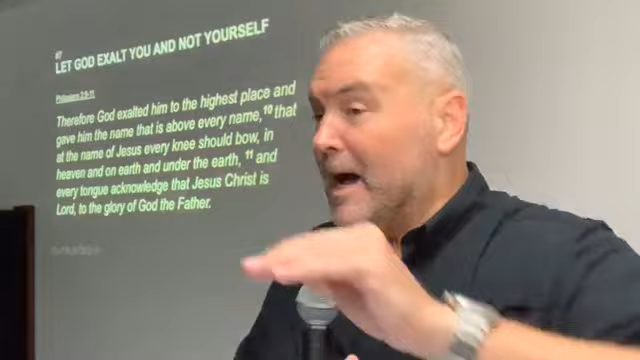 #7
LET GOD EXALT YOU AND NOT YOURSELF
Philippians 2:9-11
Therefore God exalted him to the highest place and
gave him the name that is above every name, 10 that
at the name of Jesus every knee should bow, in
heaven and on earth and under the earth, 11 and
every tongue acknowledge that Jesus Christ is
Lord, to the glory of God the Father.